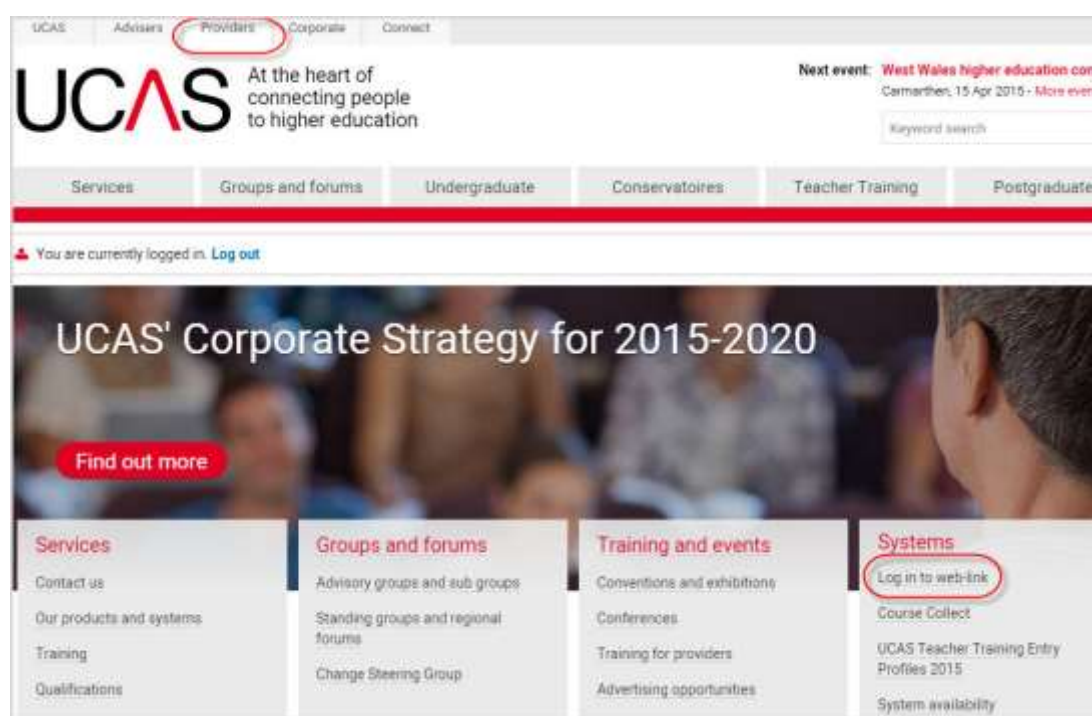 UCAS Advisers Providers Corporate Connect
UCAS
At the heart of
connecting people
to higher education
Next event: West Wales higher education con
Carmarthen, 15 Apr 2015 - More even
Keyword search
Services Groups and forums Undergraduate Conservatoires Teacher Training Postgraduate
You are currently logged in. Log out
UCAS' Corporate Strategy for 2015-2020
Find out more
Services
Contact us
Our products and systems
Training
Qualifications
Groups and forums
Advisory groups and sub groups
Standing groups and regional
forums
Change Steering Group
Training and events
Conventions and exhibitions
Conferences
Training for providers
Advertising opportunities
Systems
Log in to web-link
Course Collect
UCAS Teacher Training Entry
Profiles 2015
System availability